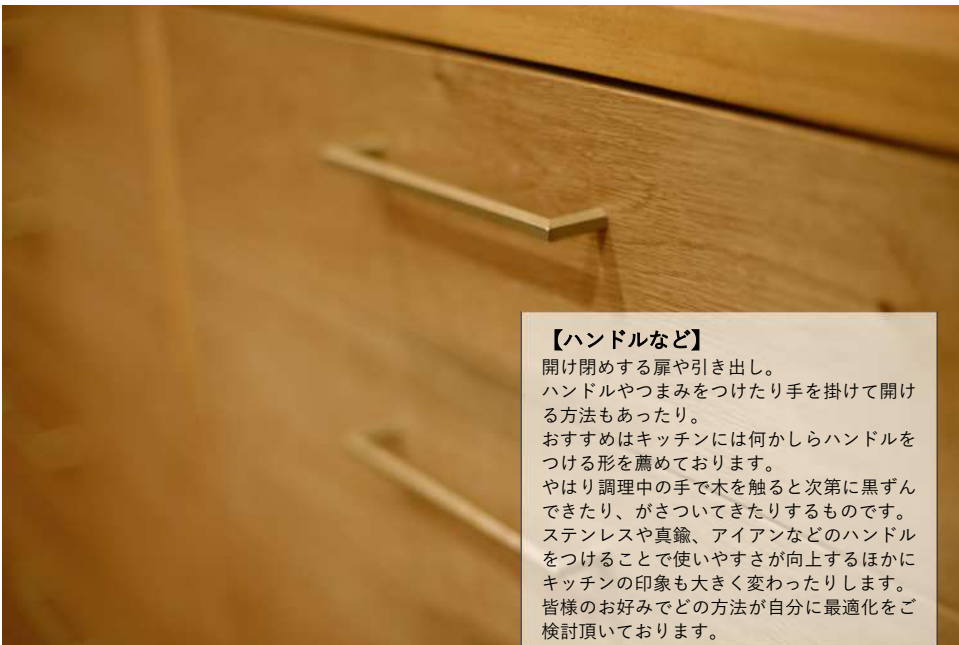 【ハンドルなど】
開け閉めする扉や引き出し。
ハンドルやつまみをつけたり手を掛けて開け
る方法もあったり。
おすすめはキッチンには何かしらハンドルを
つける形を薦めております。
やはり調理中の手で木を触ると次第に黒ずん
できたり、がさついてきたりするものです。
ステンレスや真鍮、アイアンなどのハンドル
をつけることで使いやすさが向上するほかに
キッチンの印象も大きく変わったりします。
皆様のお好みでどの方法が自分に最適化をご
検討頂いております。